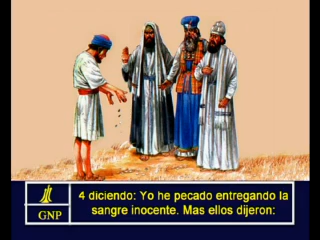 4 diciendo: Yo he pecado entregando la
sangre inocente. Mas ellos dijeron:
GNP